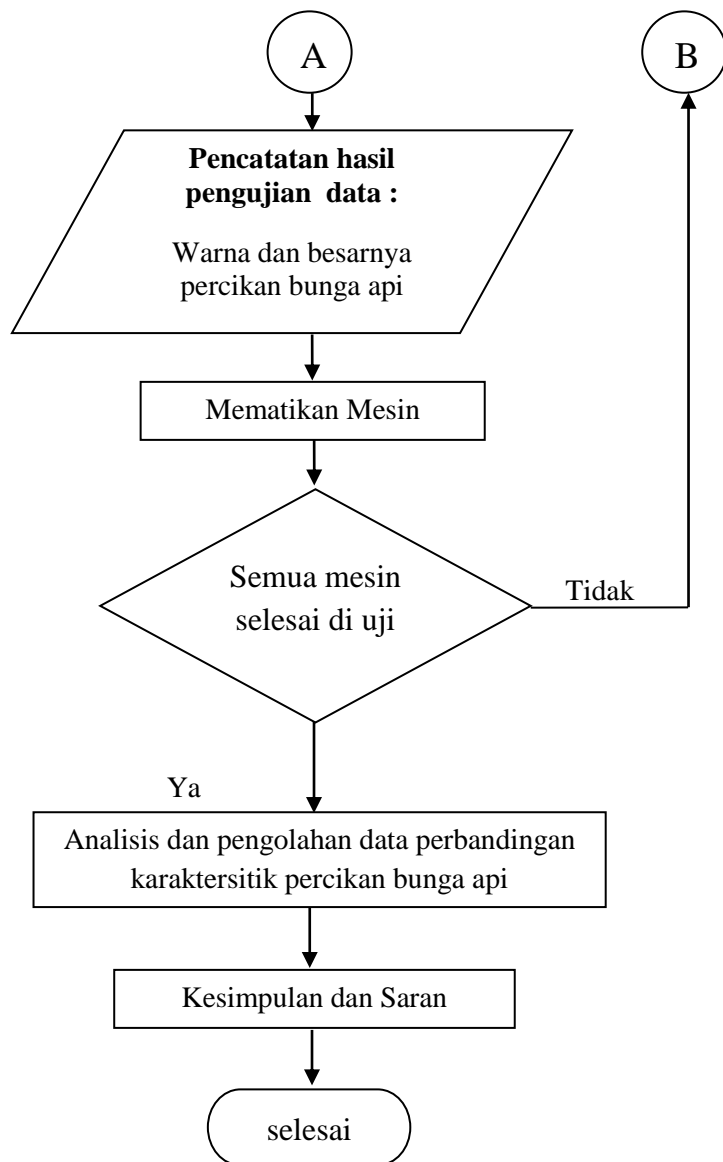 A
B
Pencatatan hasil
pengujian data :
Warna dan besarnya
percikan bunga api
Mematikan Mesin
Semua mesin
selesai di uji
Tidak
Ya
Analisis dan pengolahan data perbandingan
karaktersitik percikan bunga api
Kesimpulan dan Saran
selesai